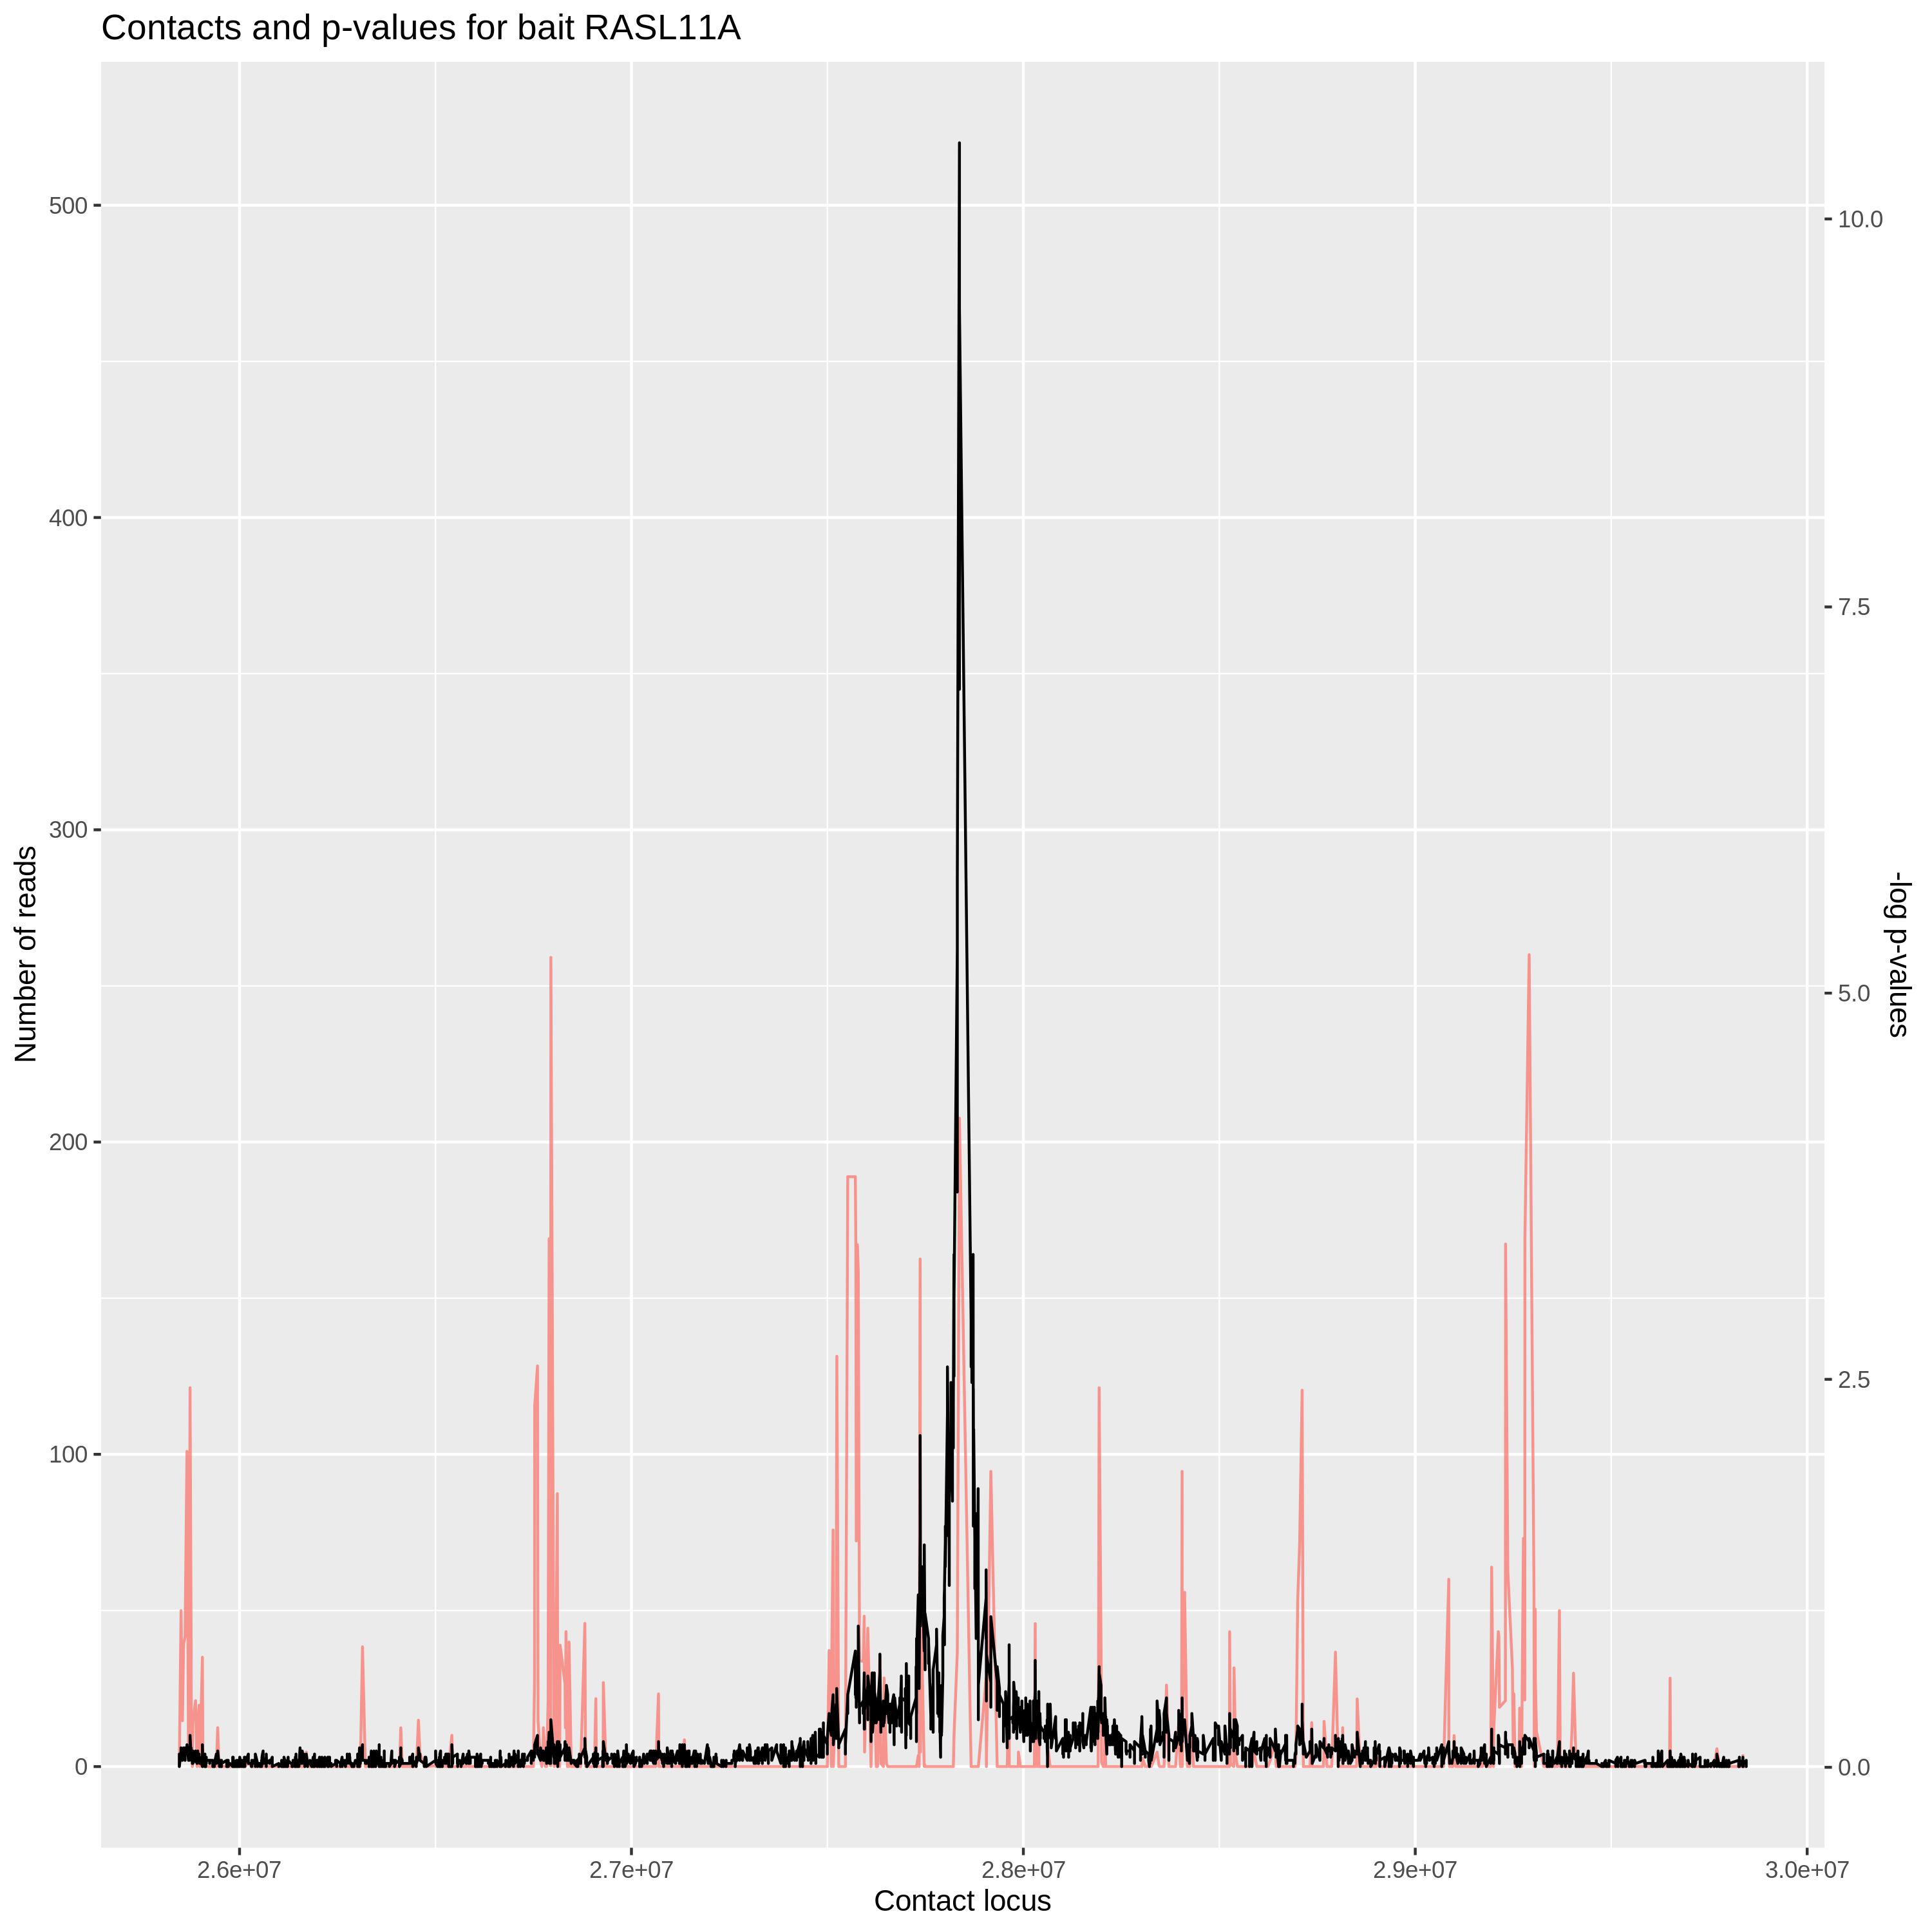 Contacts and p-values for bait RASL11A
500
400
300
200
100
0
Number of reads
10.0
7.5
5.0
2.5
0.0
-log p-values
2.6e+07
2.7e+07
2.8e+07
2.9e+07
3.0e+07
Contact locus